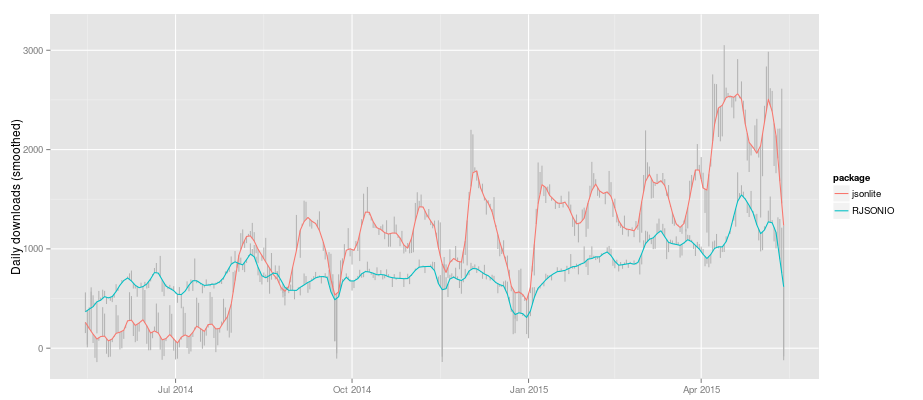 Daily downloads (smoothed)
3000
2000
1000
0
Jul 2014
Oct 2014
Jan 2015
Apr 2015
package
jsonlite
RJSONIO